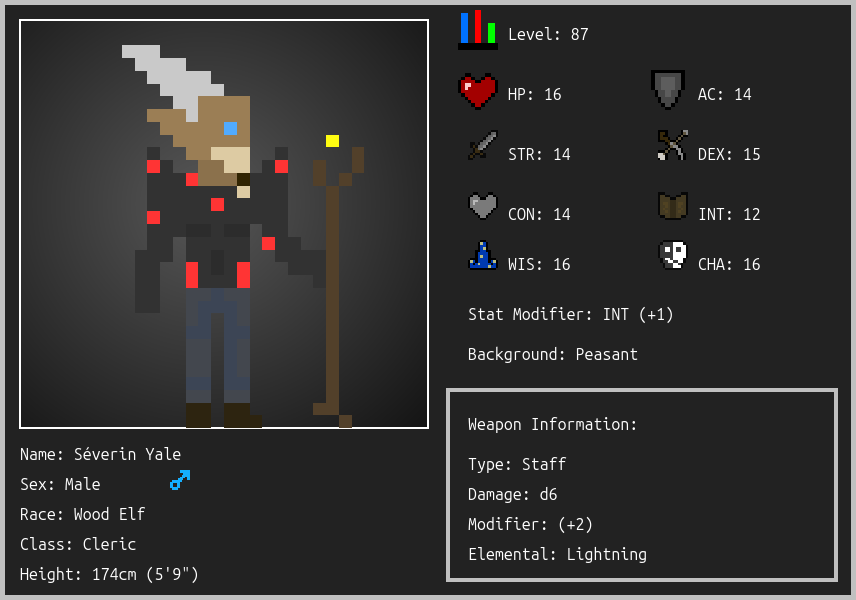 Level: 87
HP: 16
AC: 14
STR: 14
DEX: 15
CON: 14
INT: 12
WIS: 16
CHA: 16
Stat Modifier: INT (+1)
Background: Peasant
Weapon Information:
Type: Staff
Damage: d6
Modifier: (+2)
Elemental: Lightning
Name: Séverin Yale
Sex: Male
Race: Wood Elf
Class: Cleric
Height: 174cm (5'9")